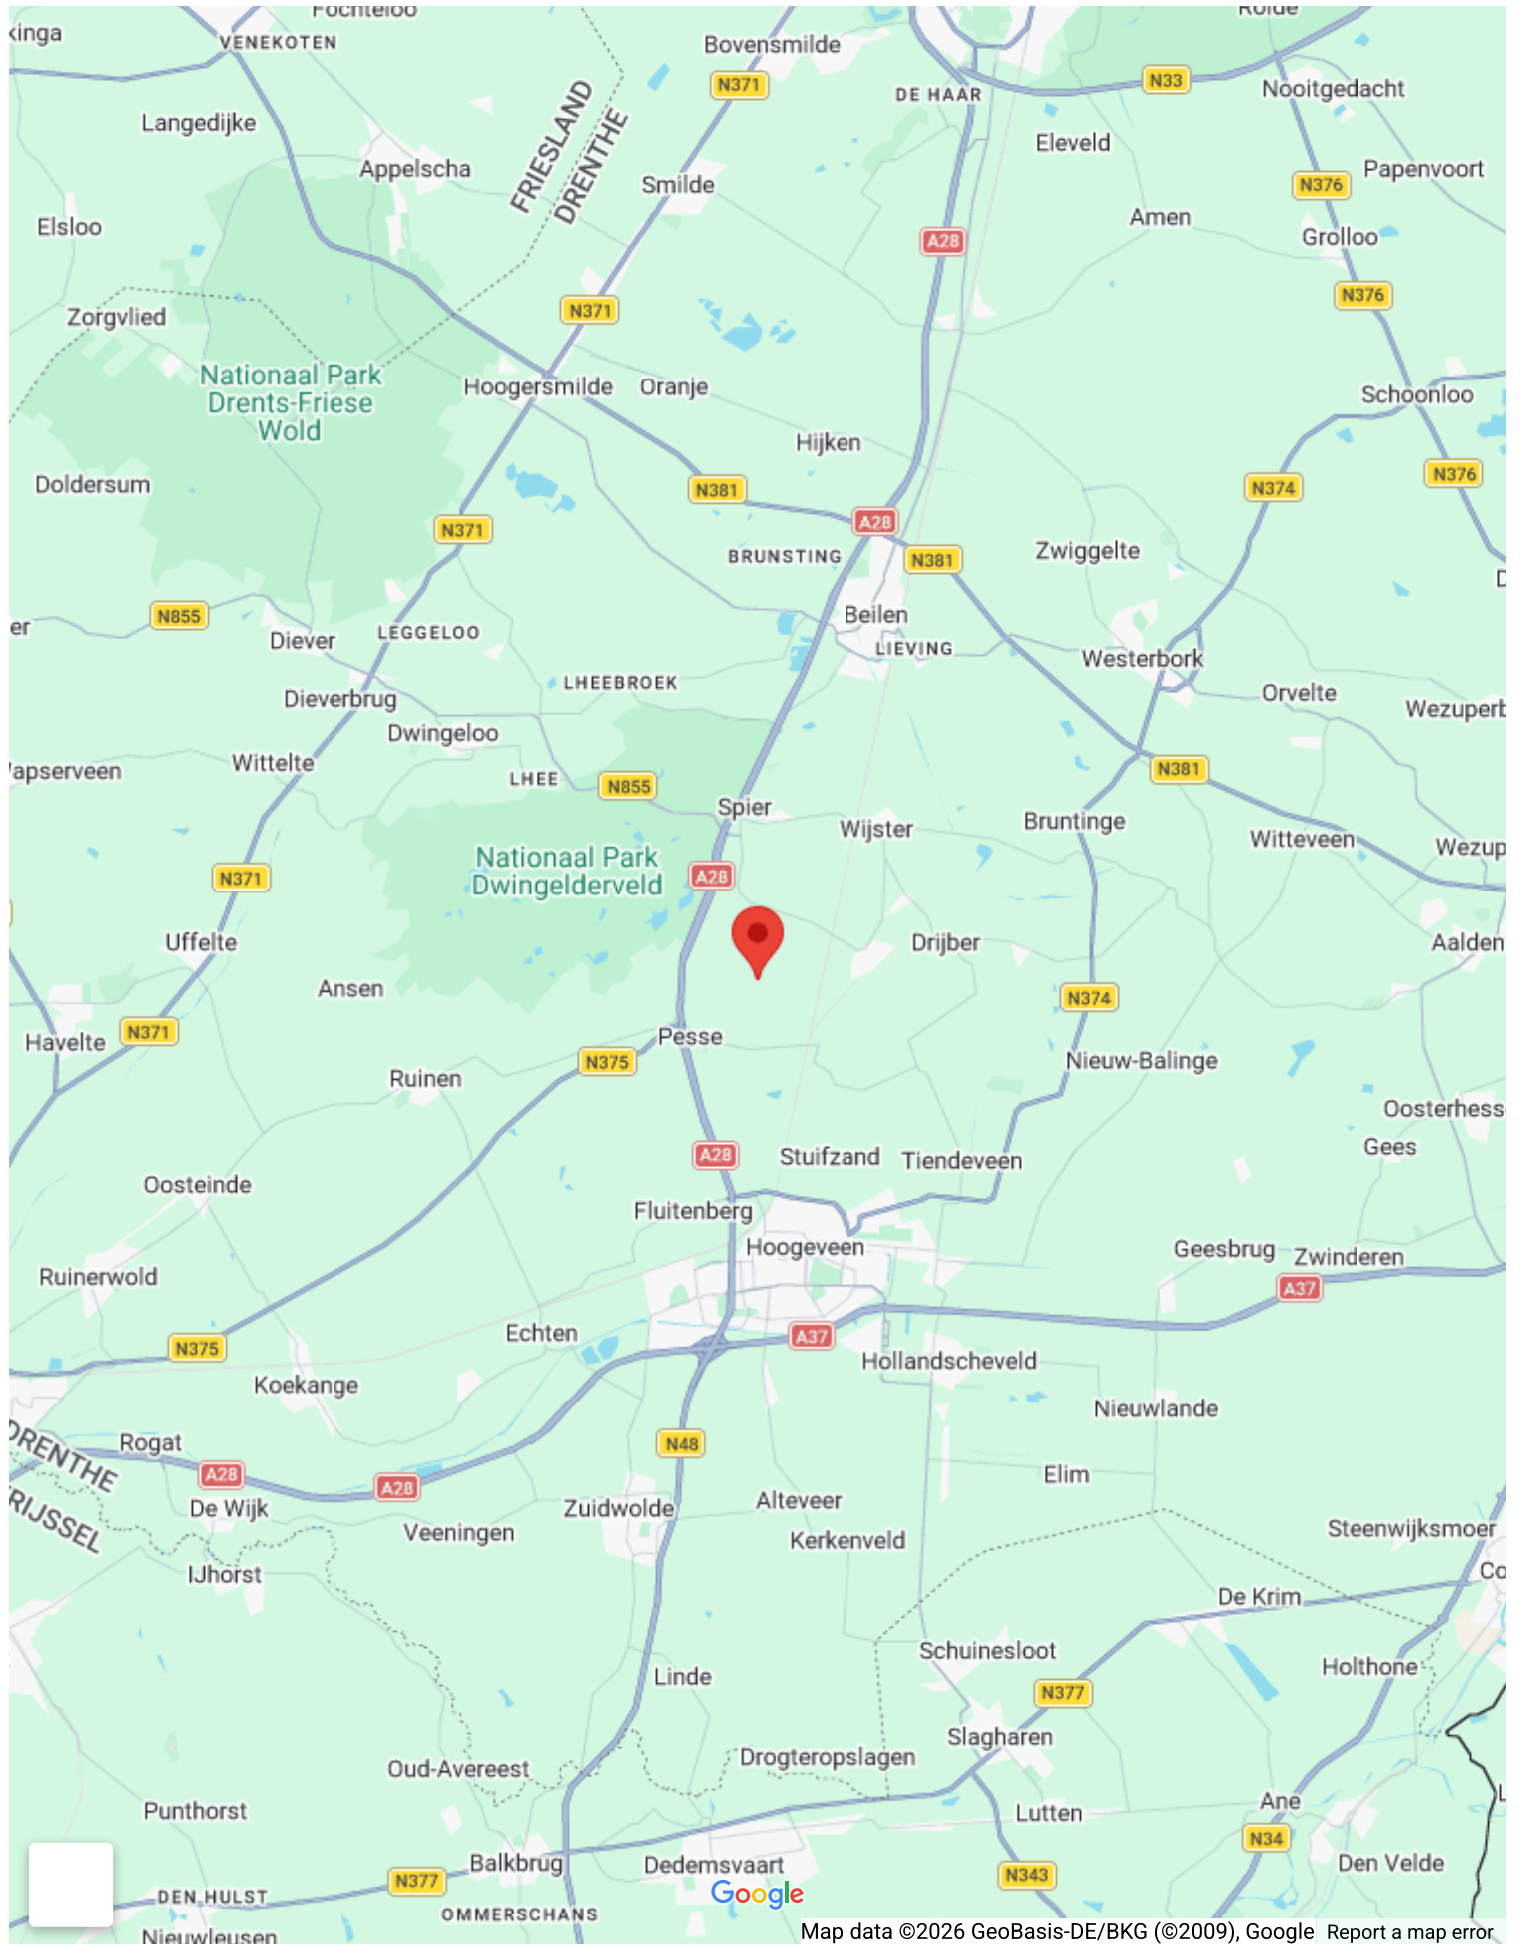 Fochteloo
Rolde
kinga
VENEKOTEN
Bovensmilde
N371
N33
DE HAAR
Nooitgedacht
Langedijke
FRIESLAND
DRENTHE
Eleveld
Appelscha
Smilde
N376
Papenvoort
Elsloo
Amen
A28
Grolloo
N376
Zorgvlied
N371
Nationaal Park
Drents-Friese
Wold
Hoogersmilde
Oranje
Schoonloo
Hijken
Doldersum
N381
N374
N376
N371
A28
BRUNSTING
N381
Zwiggelte
D
N855
Beilen
er
Diever
LEGGELOO
LIEVING
Westerbork
LHEEBROEK
Orvelte
Dieverbrug
Wezuperb
Dwingeloo
Wittelte
apserveen
LHEE
N855
N381
Spier
Wijster
Bruntinge
Witteveen
Wezup
Nationaal Park
Dwingelderveld
A28
N371
Uffelte
Drijber
Aalden
Ansen
N374
N371
Havelte
Pesse
N375
Nieuw-Balinge
Ruinen
Oosterhess
Gees
A28
Stuifzand
Tiendeveen
Oosteinde
Fluitenberg
Hoogeveen
Geesbrug
Zwinderen
Ruinerwold
A37
Echten
A37
N375
Hollandscheveld
Koekange
Nieuwlande
DRENTHE
Rogat
N48
A28
A28
Elim
RIJSSEL
De Wijk
Zuidwolde
Alteveer
Veeningen
Kerkenveld
Steenwijksmoer
IJhorst
Co
De Krim
Schuinesloot
Linde
Holthone
N377
Slagharen
Oud-Avereest
Drogteropslagen
Punthorst
Lutten
Ane
L
N34
Balkbrug
Dedemsvaart
Den Velde
N377
N343
DEN HULST
Google
OMMERSCHANS
Nieuwleusen
Map data ©2026 GeoBasis-DE/BKG (©2009), Google
Report a map error